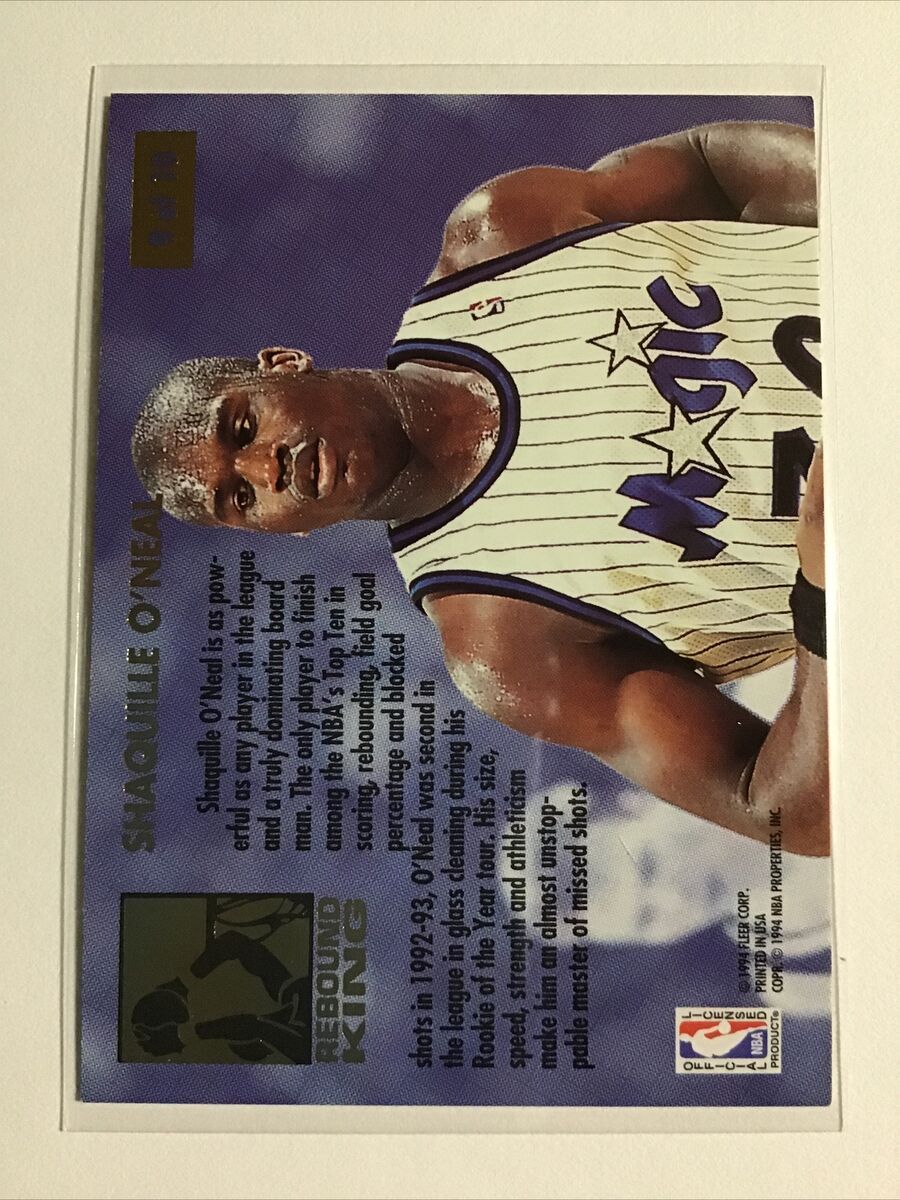 SHAQUILLE O'NEAL
9 of 10
REBOUND
KING
Shaquille O'Neal is as pow-
erful as any player in the league
and a truly dominating board
man. The only player to finish
among the NBA's Top Ten in
scoring, rebounding, field goal
percentage and blocked
shots in 1992-93, O'Neal was second in
the league in glass cleaning during his
Rookie of the Year tour. His size,
speed, strength and athleticism
make him an almost unstop-
pable master of missed shots.
Magic
OFFICIAL
LICENSED
NBA
PRODUCT®
© 1994 FLEER CORP.
PRINTED IN USA
COPR. © 1994 NBA PROPERTIES, INC.